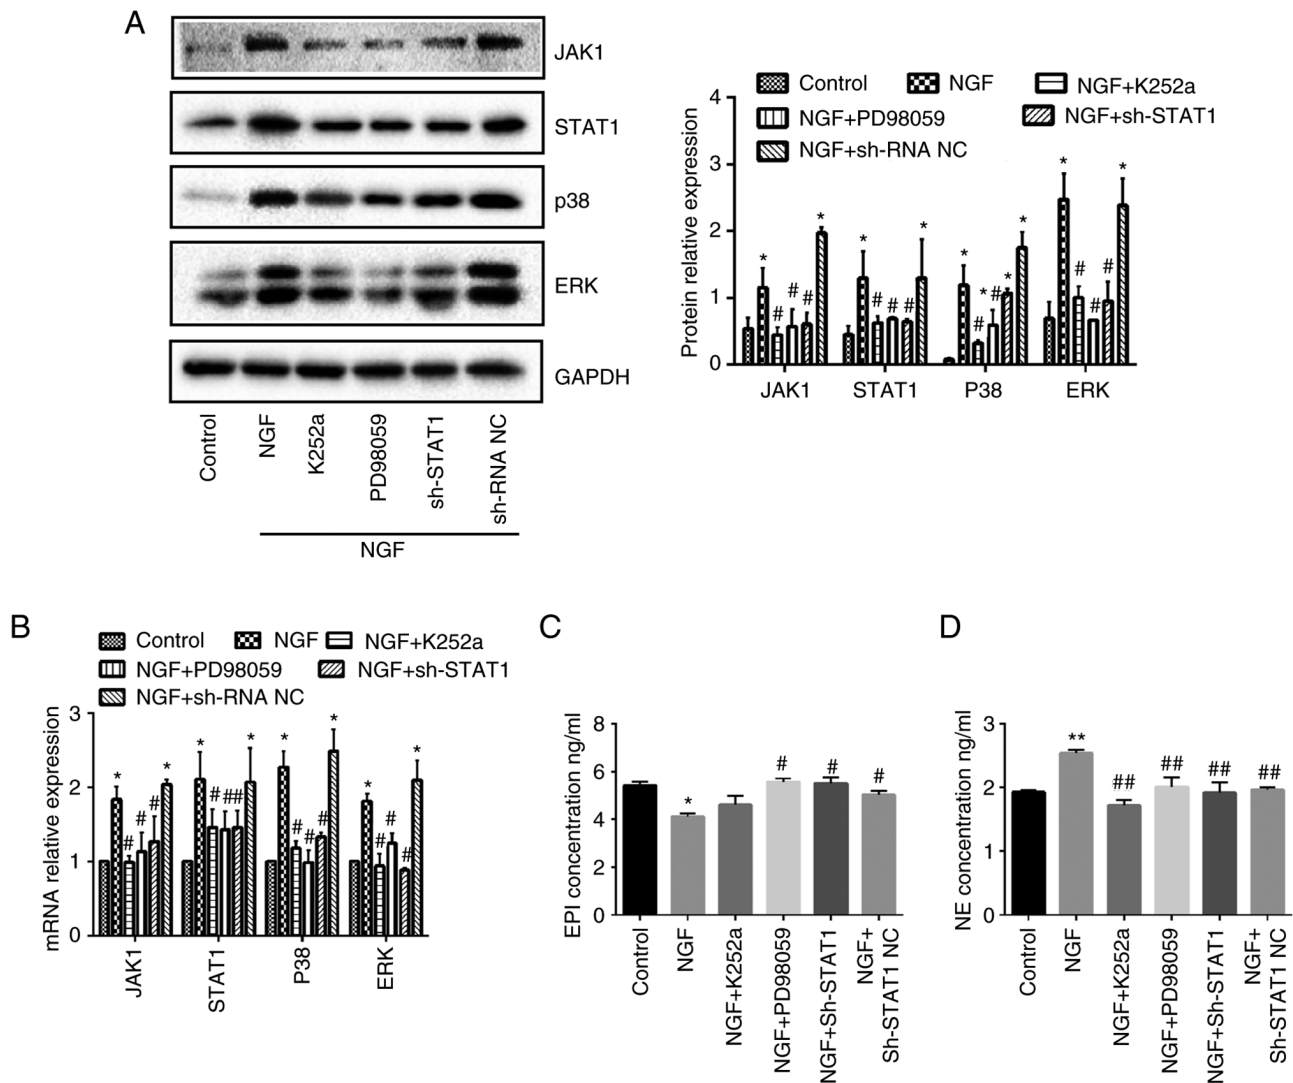 A
JAK1
STAT1
p38
ERK
GAPDH
Control
NGF
K252a
PD98059
sh-STAT1
sh-RNA NC
NGF
Control
NGF
NGF+K252a
NGF+PD98059
NGF+sh-STAT1
NGF+sh-RNA NC
Protein relative expression
4
3
2
1
0
* # # # *
* # # # *
* # * # * *
* # # # *
JAK1 STAT1 P38 ERK
B
Control NGF NGF+K252a
NGF+PD98059 NGF+sh-STAT1
NGF+sh-RNA NC
mRNA relative expression
3
2
1
0
* # # # *
* # ## *
* # # # *
* # # # *
JAK1
STAT1
P38
ERK
C
EPI concentration ng/ml
8
6
4
2
0
* # # #
Control
NGF
NGF+K252a
NGF+PD98059
NGF+Sh-STAT1
NGF+
Sh-STAT1 NC
D
NE concentration ng/ml
3
2
1
0
** ## ## ## ##
Control
NGF
NGF+K252a
NGF+PD98059
NGF+Sh-STAT1
NGF+
Sh-STAT1 NC